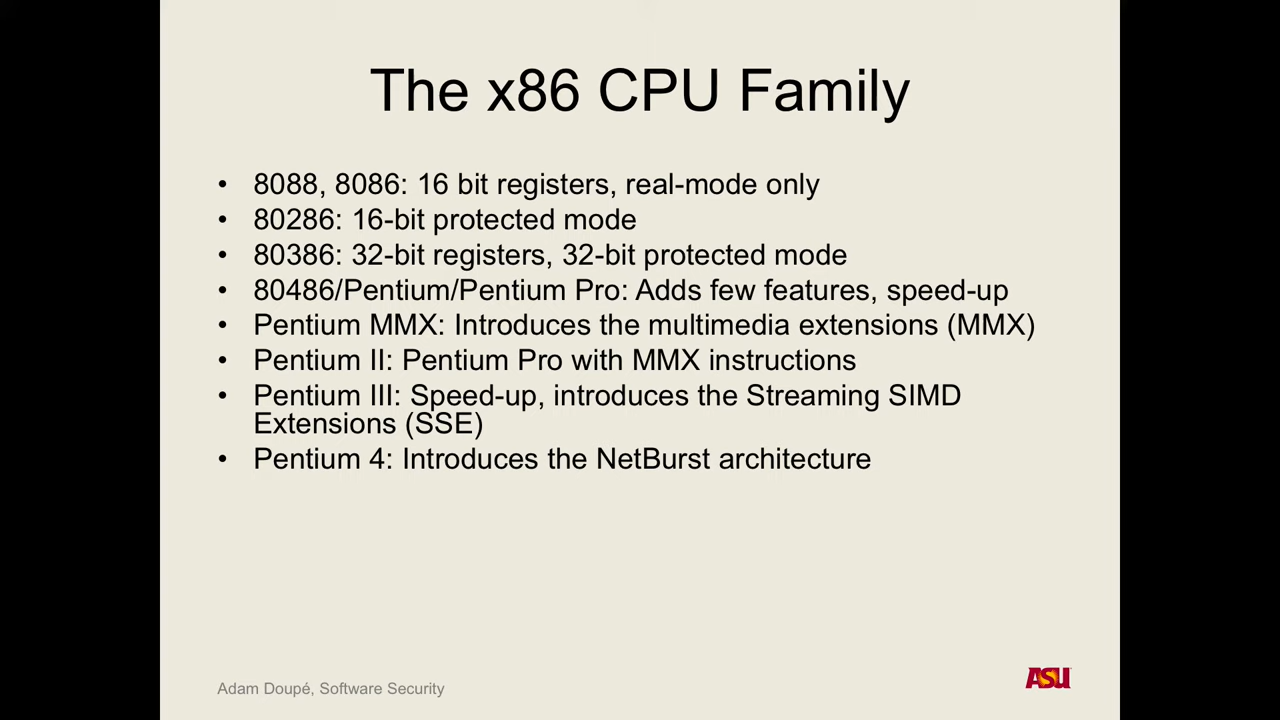 The x86 CPU Family
• 8088, 8086: 16 bit registers, real-mode only
• 80286: 16-bit protected mode
• 80386: 32-bit registers, 32-bit protected mode
• 80486/Pentium/Pentium Pro: Adds few features, speed-up
• Pentium MMX: Introduces the multimedia extensions (MMX)
• Pentium II: Pentium Pro with MMX instructions
• Pentium III: Speed-up, introduces the Streaming SIMD
Extensions (SSE)
• Pentium 4: Introduces the NetBurst architecture
Adam Doupé, Software Security
ASU